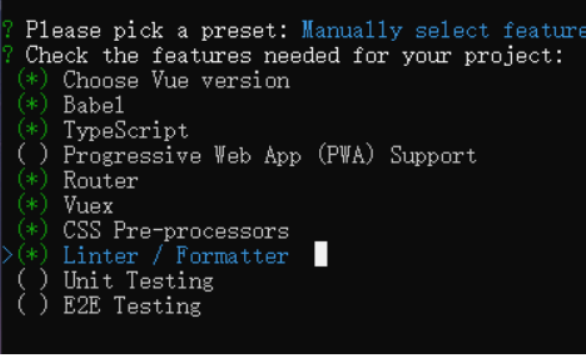 ? Please pick a preset: Manually select feature
? Check the features needed for your project:
(*) Choose Vue version
(*) Babel
(*) TypeScript
( ) Progressive Web App (PWA) Support
(*) Router
(*) Vuex
(*) CSS Pre-processors
>(*) Linter / Formatter
( ) Unit Testing
( ) E2E Testing